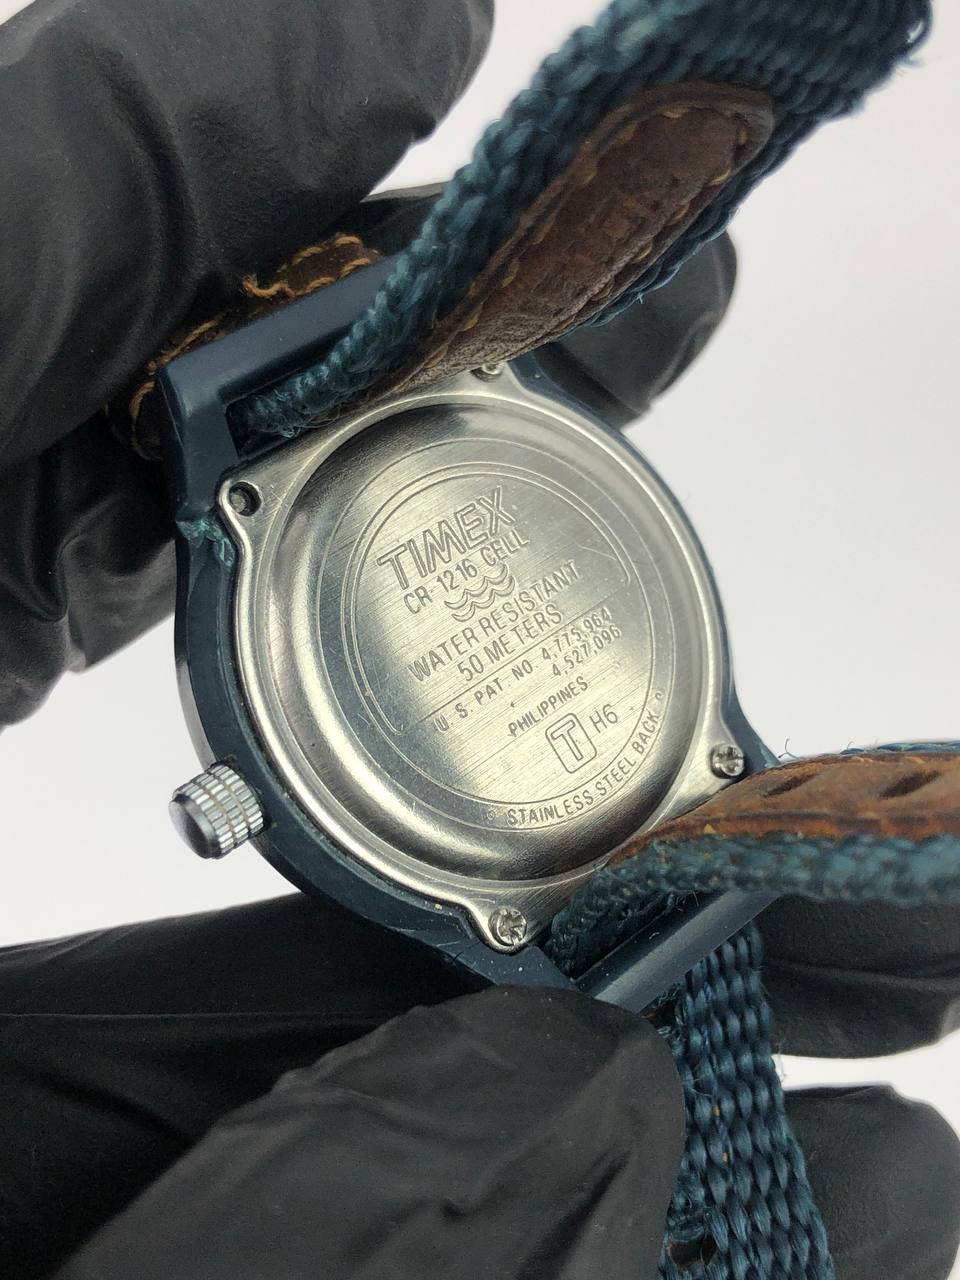 TIMEX
CR-1216 CELL
WATER RESISTANT
50 METERS
U. S. PAT. NO. 4,775,964
4,527,096
PHILIPPINES
T H6
STAINLESS STEEL BACK